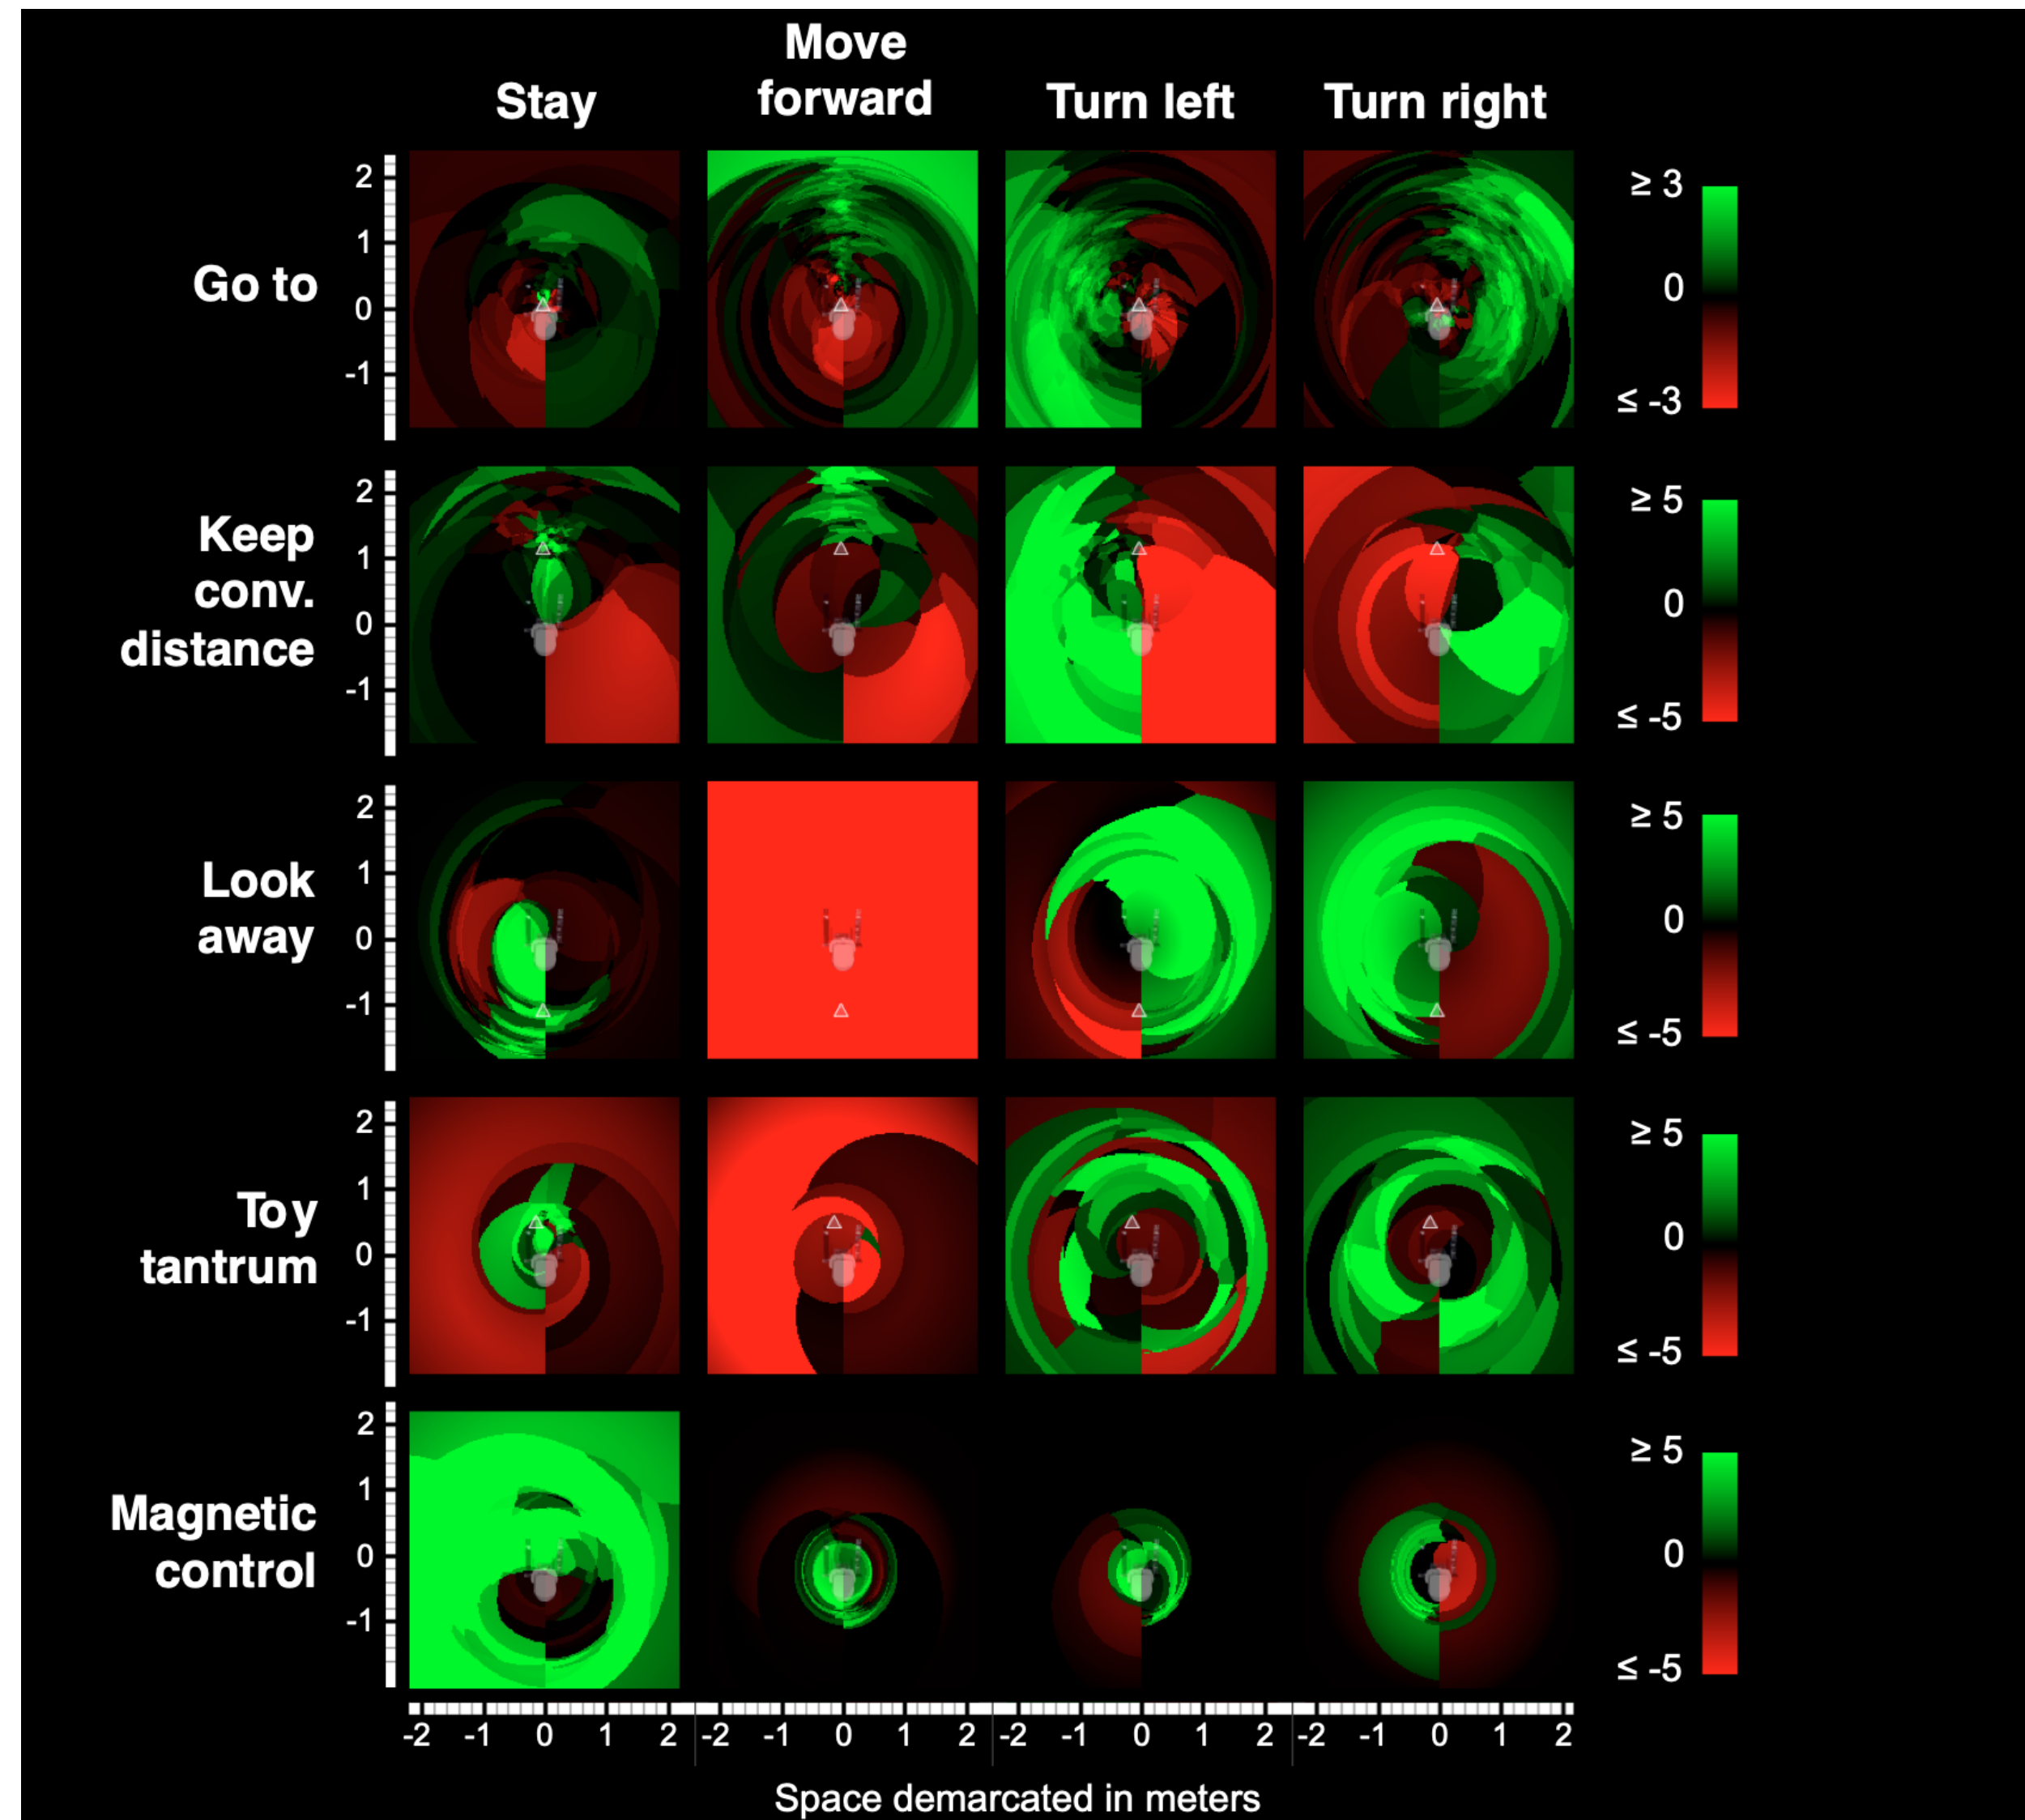 Move
forward
Stay
Turn left
Turn right
Go to
2
1
0
-1
≥ 3
0
≤ -3
Keep
conv.
distance
2
1
0
-1
≥ 5
0
≤ -5
Look
away
2
1
0
-1
≥ 5
0
≤ -5
Toy
tantrum
2
1
0
-1
≥ 5
0
≤ -5
Magnetic
control
2
1
0
-1
≥ 5
0
≤ -5
-2 -1 0 1 2 -2 -1 0 1 2 -2 -1 0 1 2 -2 -1 0 1 2
Space demarcated in meters